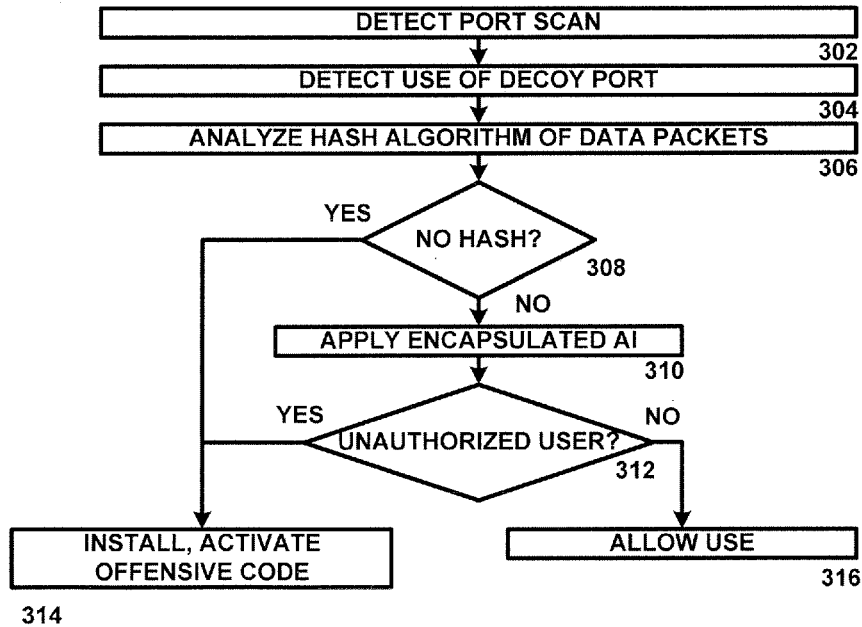 DETECT PORT SCAN
302
DETECT USE OF DECOY PORT
304
ANALYZE HASH ALGORITHM OF DATA PACKETS
306
YES
NO HASH?
308
NO
APPLY ENCAPSULATED AI
310
YES
NO
UNAUTHORIZED USER?
312
INSTALL, ACTIVATE
OFFENSIVE CODE
314
ALLOW USE
316